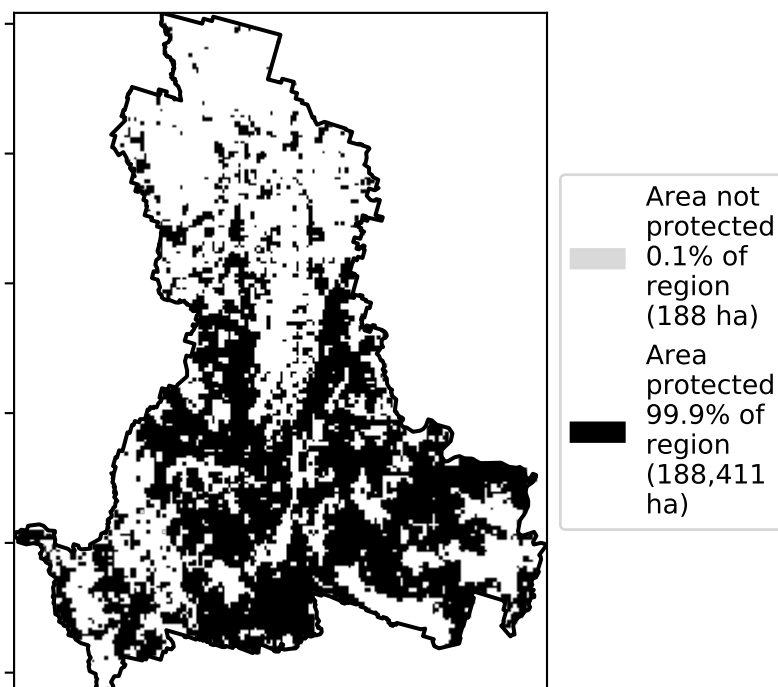 Area not
protected
0.1% of
region
(188 ha)
Area
protected
99.9% of
region
(188,411
ha)